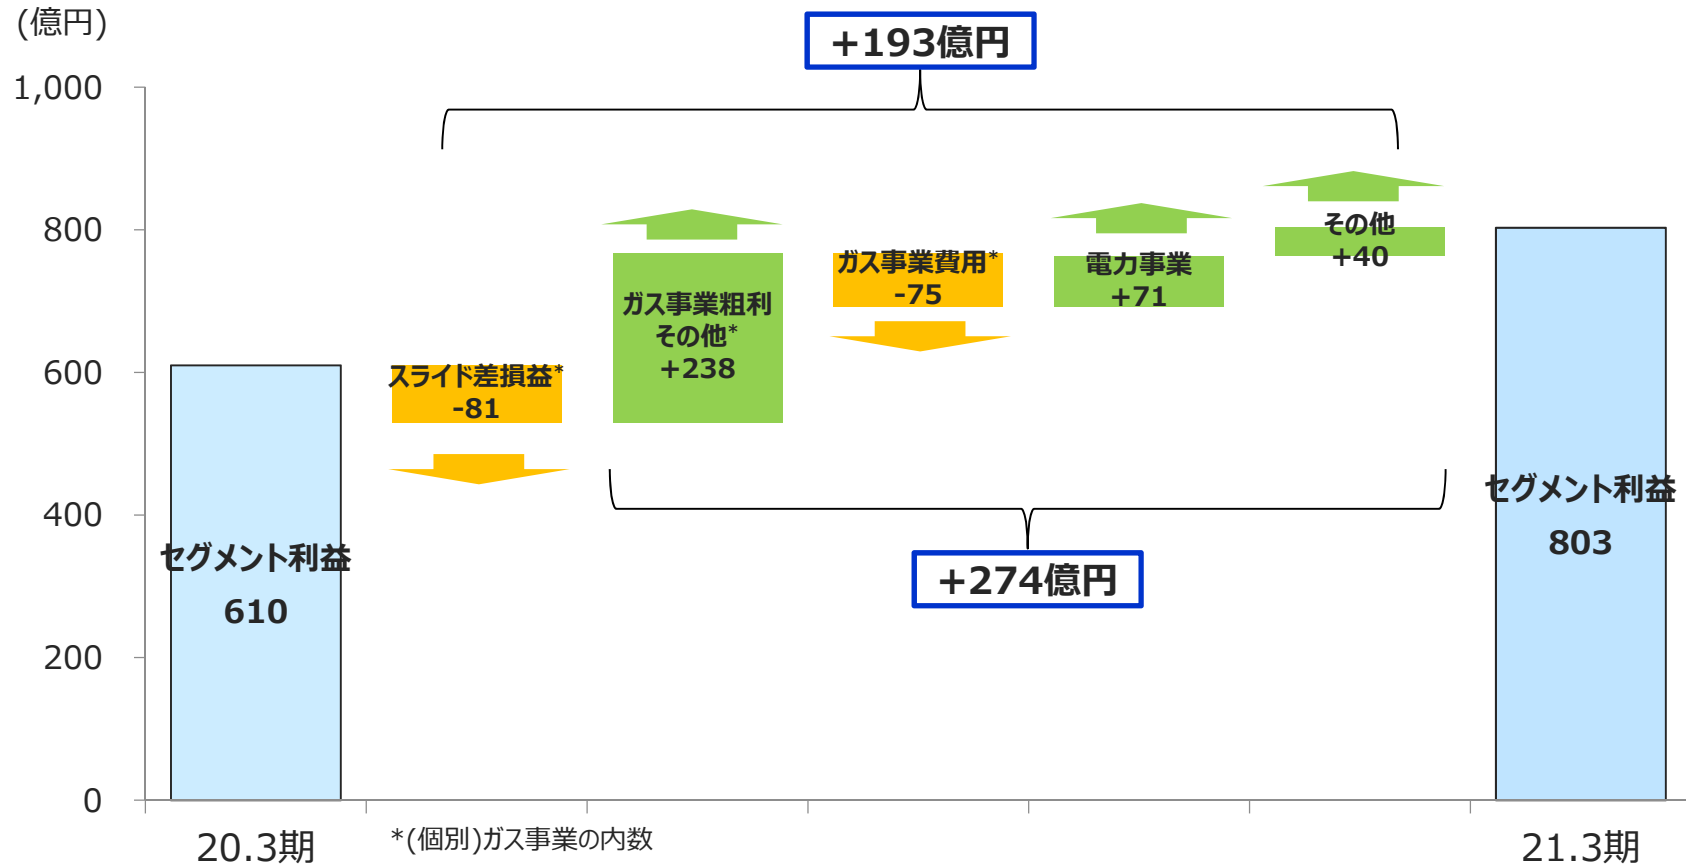 (億円)
+193億円
1,000
800
600
400
200
0
セグメント利益
610
スライド差損益*
-81
ガス事業粗利
その他*
+238
ガス事業費用*
-75
電力事業
+71
その他
+40
+274億円
セグメント利益
803
20.3期
*(個別)ガス事業の内数
21.3期